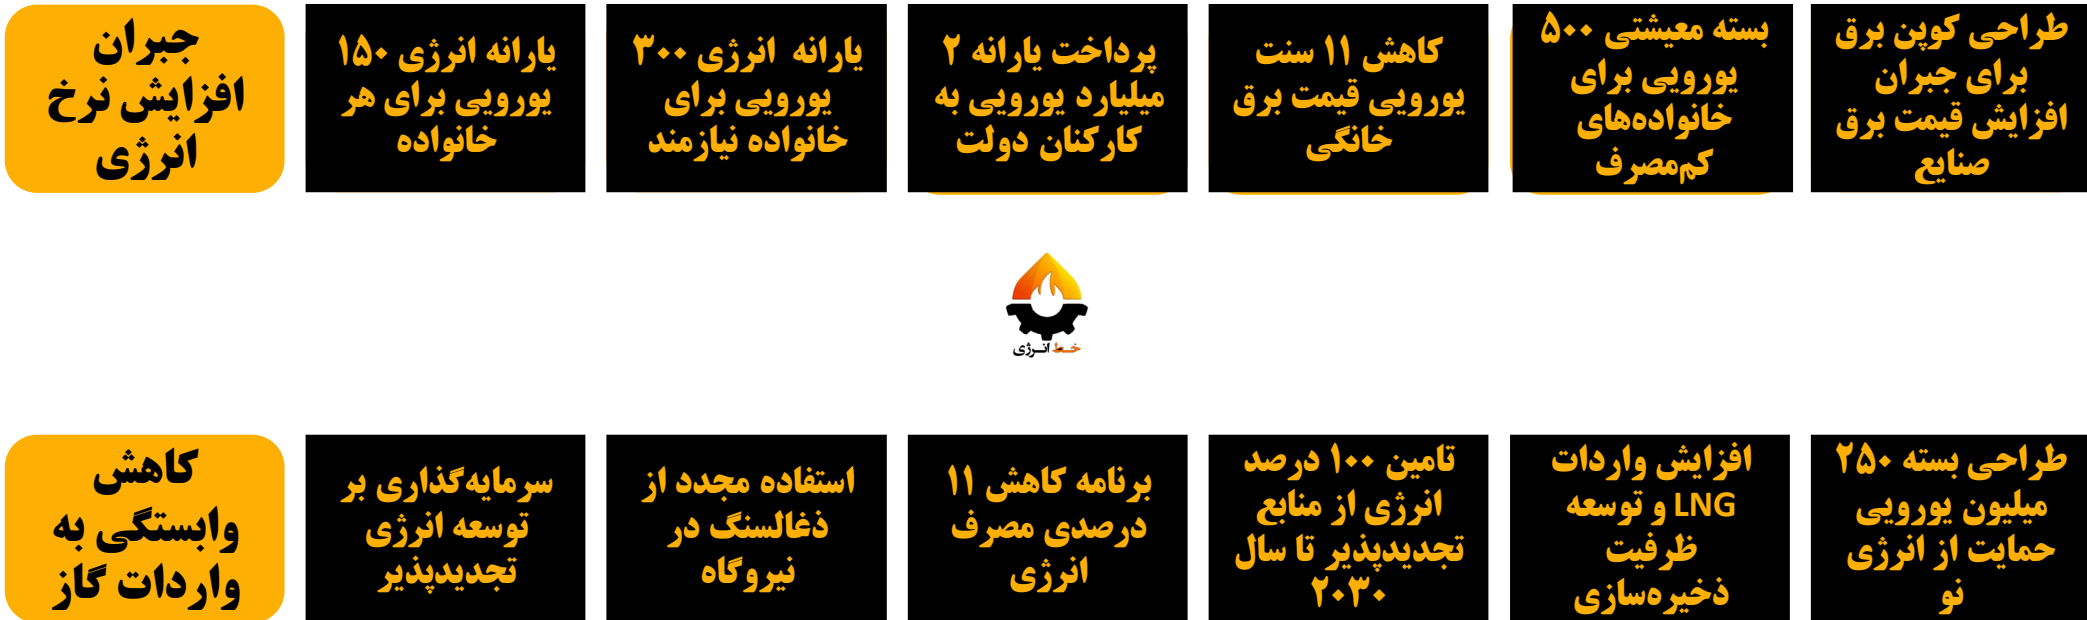 طراحی کوپن برق
برای جبران
افزایش قیمت برق
صنایع
بسته معیشتی ۵۰۰
یورویی برای
خانواده‌های
کم‌مصرف
کاهش ۱۱ سنت
یورویی قیمت برق
خانگی
پرداخت یارانه ۲
میلیارد یورویی به
کارکنان دولت
یارانه انرژی ۳۰۰
یورویی برای
خانواده نیازمند
یارانه انرژی ۱۵۰
یورویی برای هر
خانواده
جبران
افزایش نرخ
انرژی
خط انرژی
طراحی بسته ۲۵۰
میلیون یورویی
حمایت از انرژی
نو
افزایش واردات
LNG و توسعه
ظرفیت
ذخیره‌سازی
تامین ۱۰۰ درصد
انرژی از منابع
تجدیدپذیر تا سال
۲۰۳۰
برنامه کاهش ۱۱
درصدی مصرف
انرژی
استفاده مجدد از
ذغالسنگ در
نیروگاه
سرمایه‌گذاری بر
توسعه انرژی
تجدیدپذیر
کاهش
وابستگی به
واردات گاز